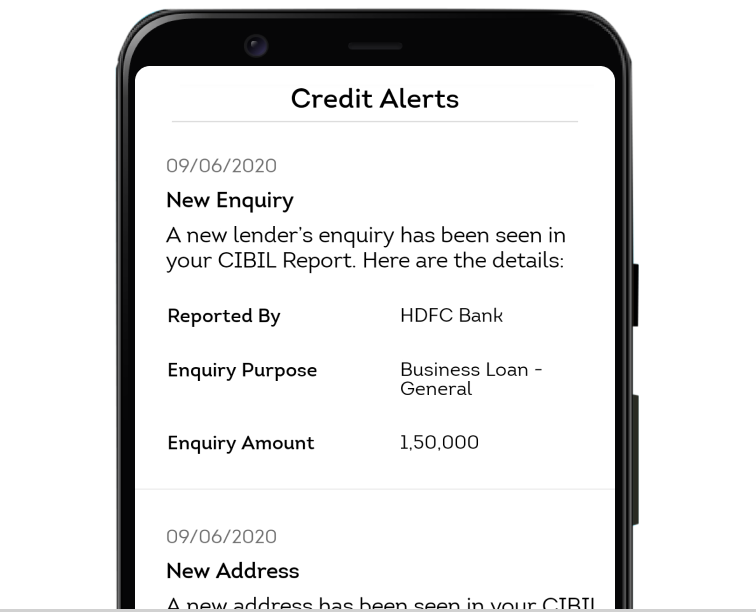 Credit Alerts
09/06/2020
New Enquiry
A new lender's enquiry has been seen in
your CIBIL Report. Here are the details:
Reported By HDFC Bank
Enquiry Purpose Business Loan -
General
Enquiry Amount 1,50,000
09/06/2020
New Address
A new address has been seen in your CIBIL